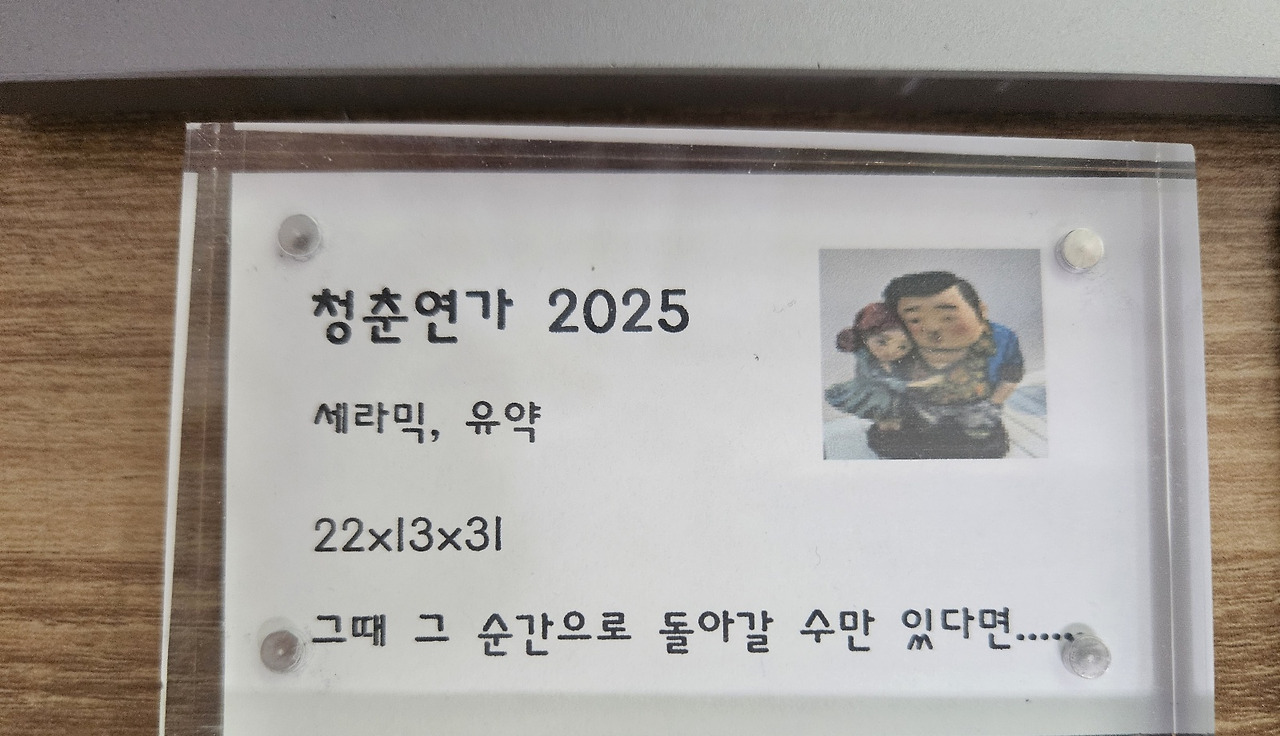 청춘연가 2025
세라믹, 유약
22x13x31
그때 그 순간으로 돌아갈 수만 있다면.....